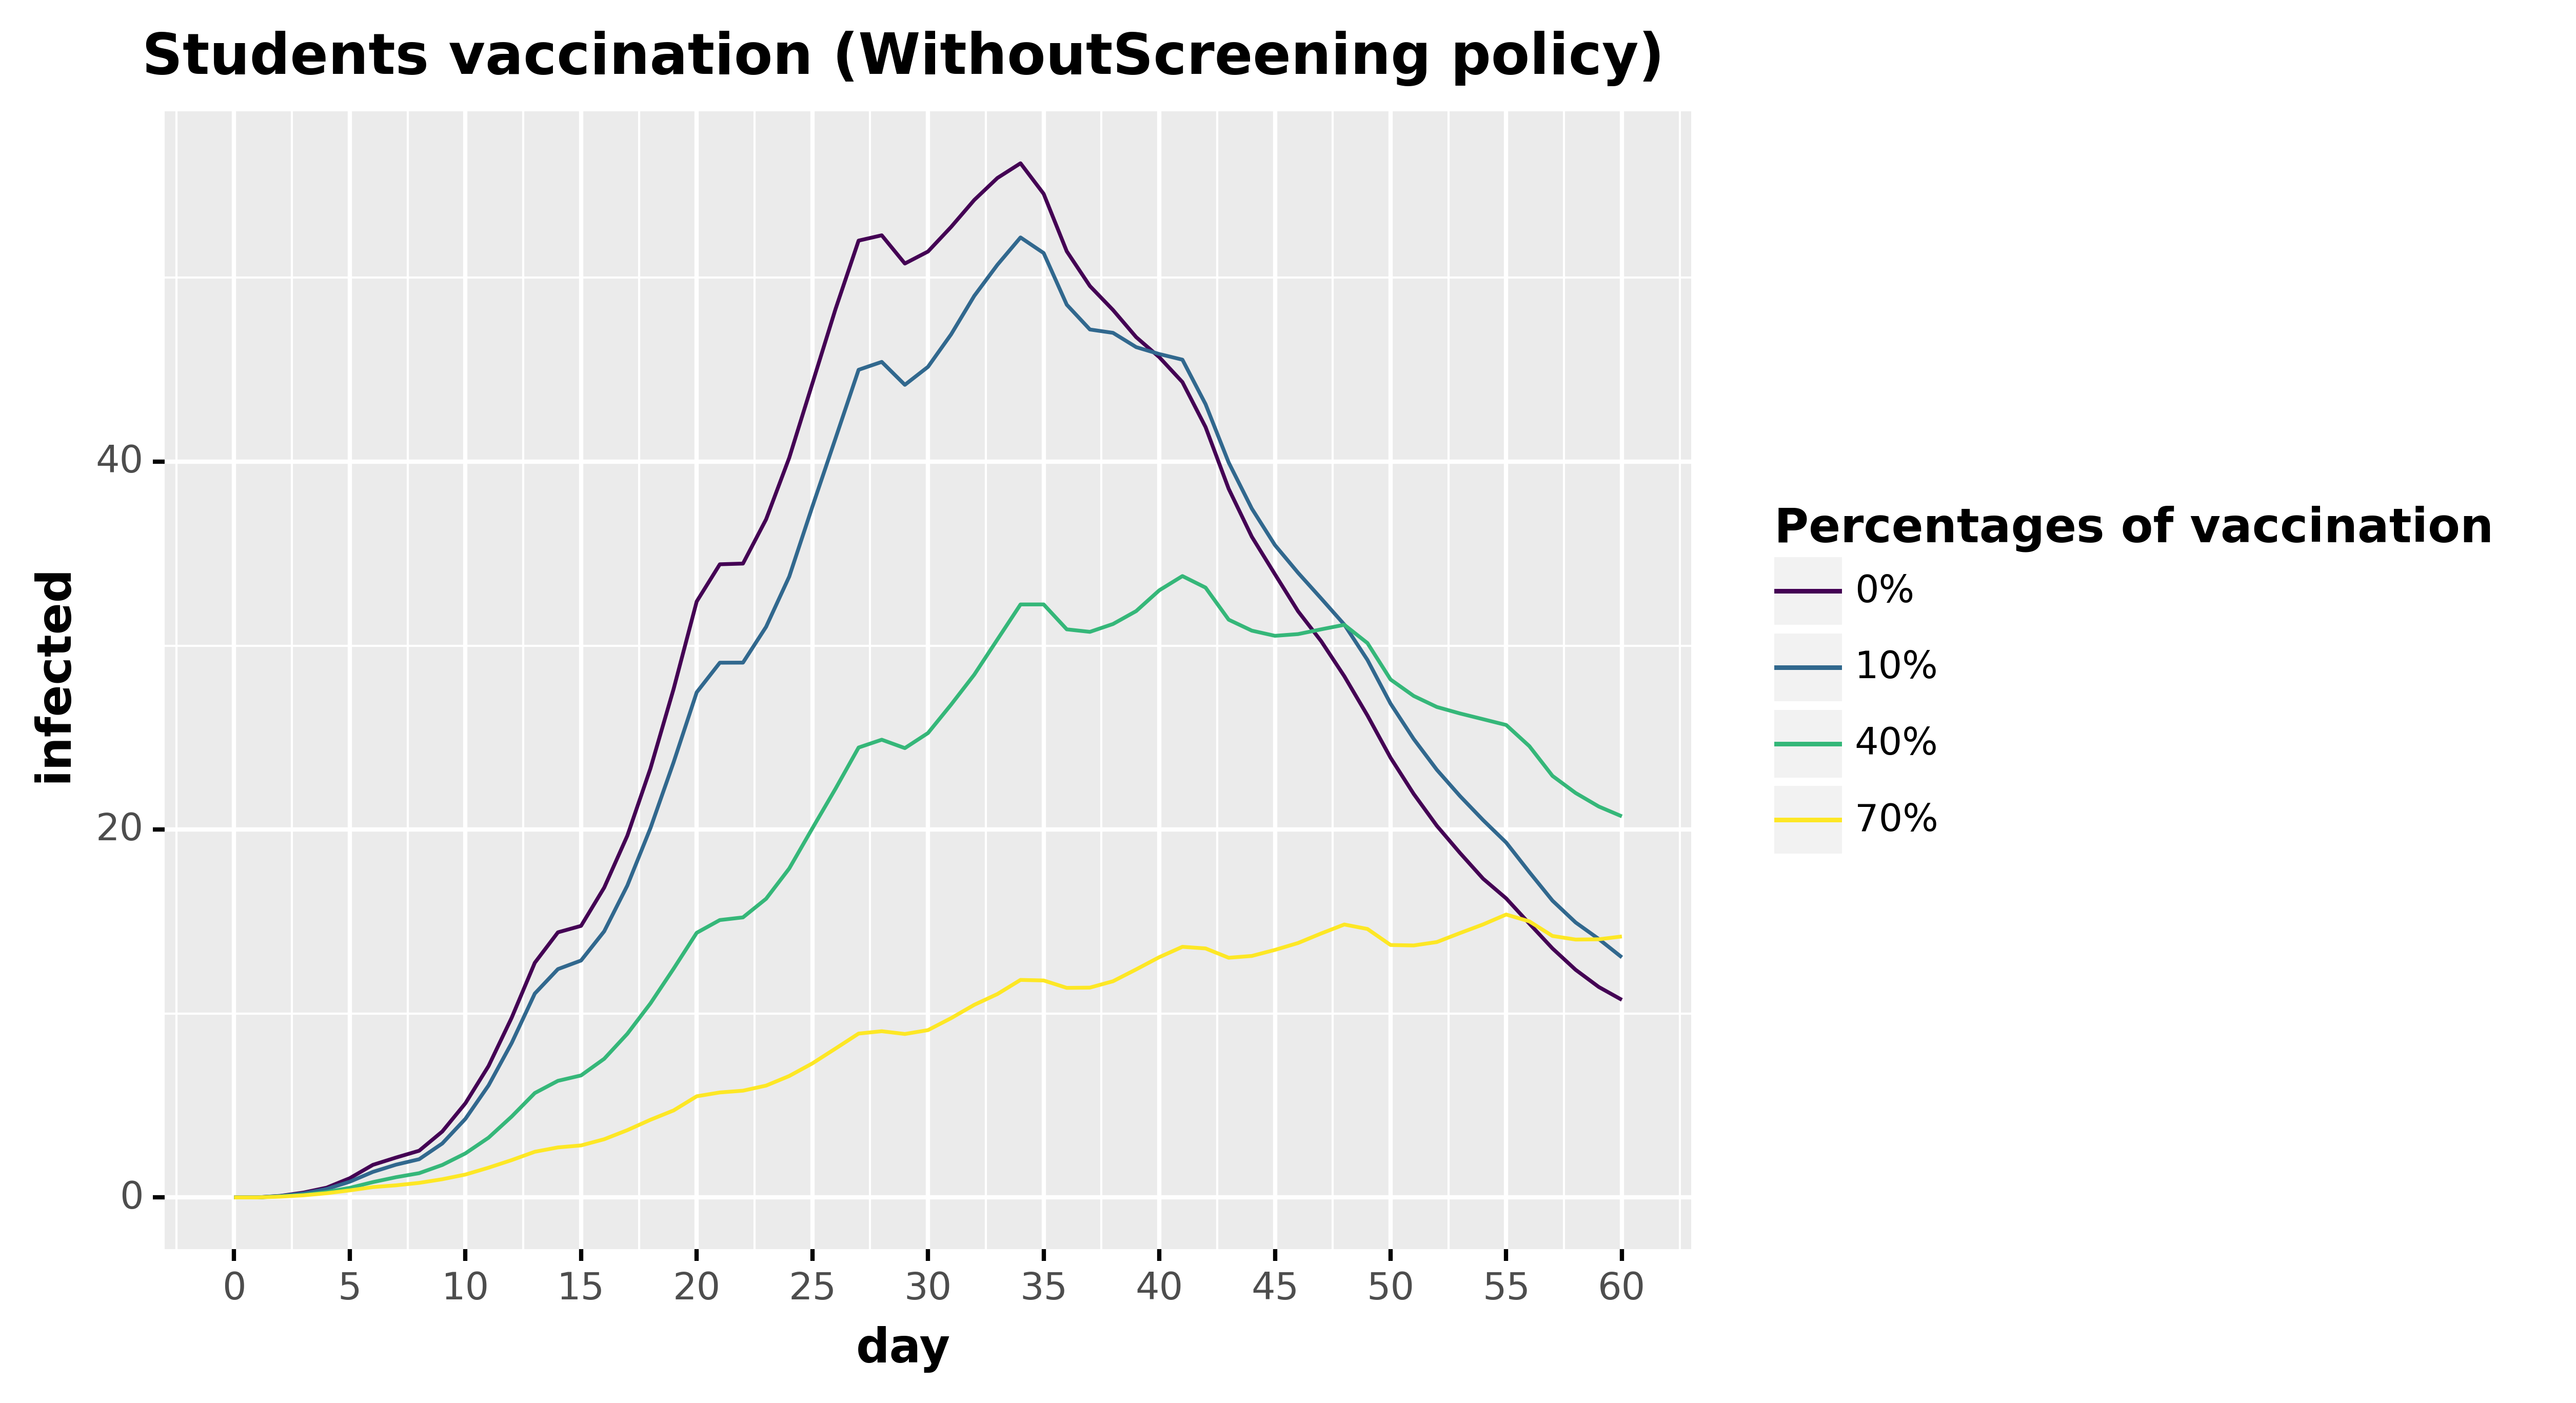 Students vaccination (WithoutScreening policy)
infected
40
20
0
0 5 10 15 20 25 30 35 40 45 50 55 60
day
Percentages of vaccination
0%
10%
40%
70%